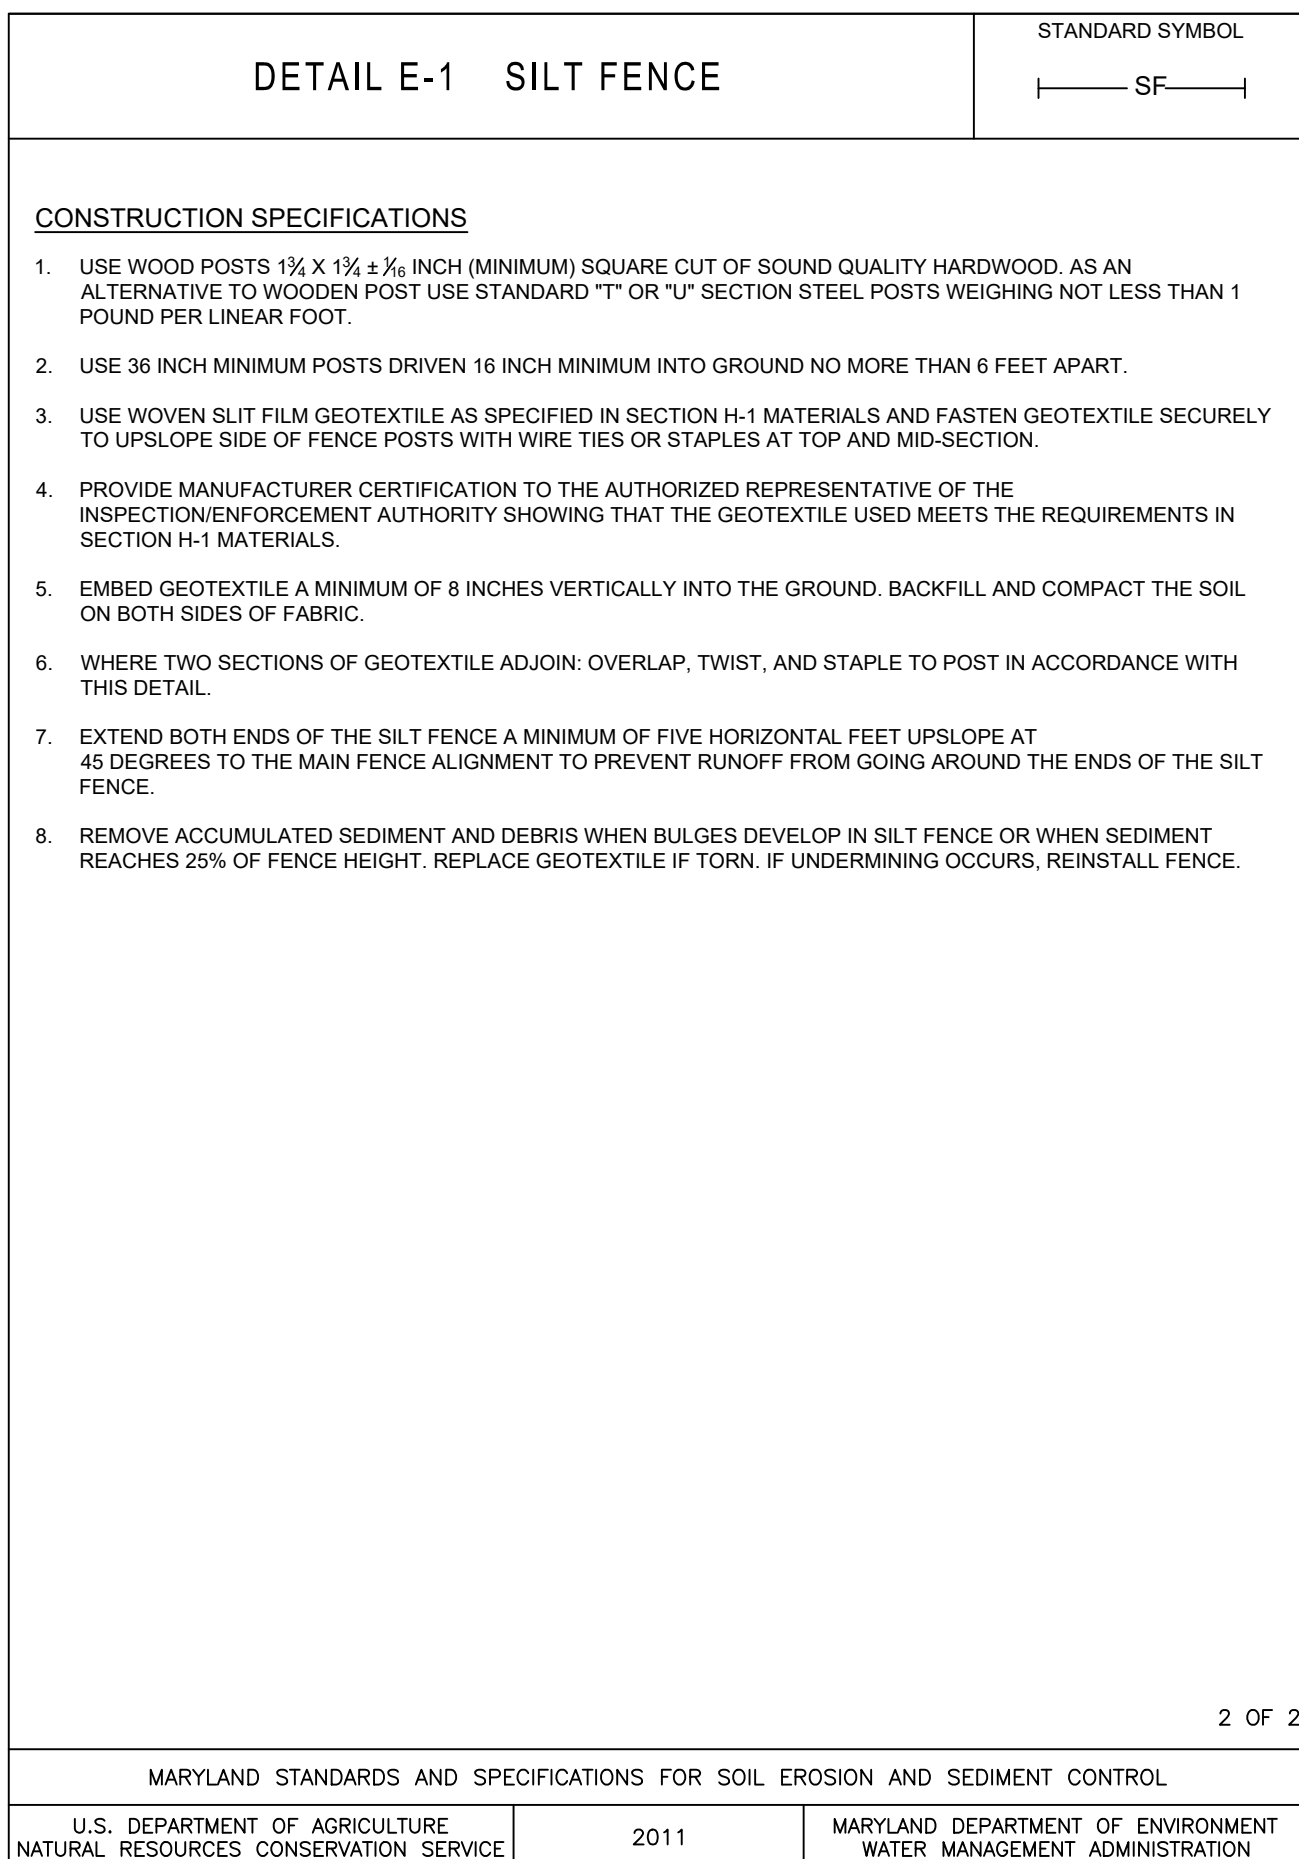 DETAIL E-1 SILT FENCE
STANDARD SYMBOL
SF
CONSTRUCTION SPECIFICATIONS
1. USE WOOD POSTS 1¾ X 1¾ ± 1⁄16 INCH (MINIMUM) SQUARE CUT OF SOUND QUALITY HARDWOOD. AS AN
ALTERNATIVE TO WOODEN POST USE STANDARD "T" OR "U" SECTION STEEL POSTS WEIGHING NOT LESS THAN 1
POUND PER LINEAR FOOT.
2. USE 36 INCH MINIMUM POSTS DRIVEN 16 INCH MINIMUM INTO GROUND NO MORE THAN 6 FEET APART.
3. USE WOVEN SLIT FILM GEOTEXTILE AS SPECIFIED IN SECTION H-1 MATERIALS AND FASTEN GEOTEXTILE SECURELY
TO UPSLOPE SIDE OF FENCE POSTS WITH WIRE TIES OR STAPLES AT TOP AND MID-SECTION.
4. PROVIDE MANUFACTURER CERTIFICATION TO THE AUTHORIZED REPRESENTATIVE OF THE
INSPECTION/ENFORCEMENT AUTHORITY SHOWING THAT THE GEOTEXTILE USED MEETS THE REQUIREMENTS IN
SECTION H-1 MATERIALS.
5. EMBED GEOTEXTILE A MINIMUM OF 8 INCHES VERTICALLY INTO THE GROUND. BACKFILL AND COMPACT THE SOIL
ON BOTH SIDES OF FABRIC.
6. WHERE TWO SECTIONS OF GEOTEXTILE ADJOIN: OVERLAP, TWIST, AND STAPLE TO POST IN ACCORDANCE WITH
THIS DETAIL.
7. EXTEND BOTH ENDS OF THE SILT FENCE A MINIMUM OF FIVE HORIZONTAL FEET UPSLOPE AT
45 DEGREES TO THE MAIN FENCE ALIGNMENT TO PREVENT RUNOFF FROM GOING AROUND THE ENDS OF THE SILT
FENCE.
8. REMOVE ACCUMULATED SEDIMENT AND DEBRIS WHEN BULGES DEVELOP IN SILT FENCE OR WHEN SEDIMENT
REACHES 25% OF FENCE HEIGHT. REPLACE GEOTEXTILE IF TORN. IF UNDERMINING OCCURS, REINSTALL FENCE.
2 OF 2
MARYLAND STANDARDS AND SPECIFICATIONS FOR SOIL EROSION AND SEDIMENT CONTROL
U.S. DEPARTMENT OF AGRICULTURE
NATURAL RESOURCES CONSERVATION SERVICE
2011
MARYLAND DEPARTMENT OF ENVIRONMENT
WATER MANAGEMENT ADMINISTRATION